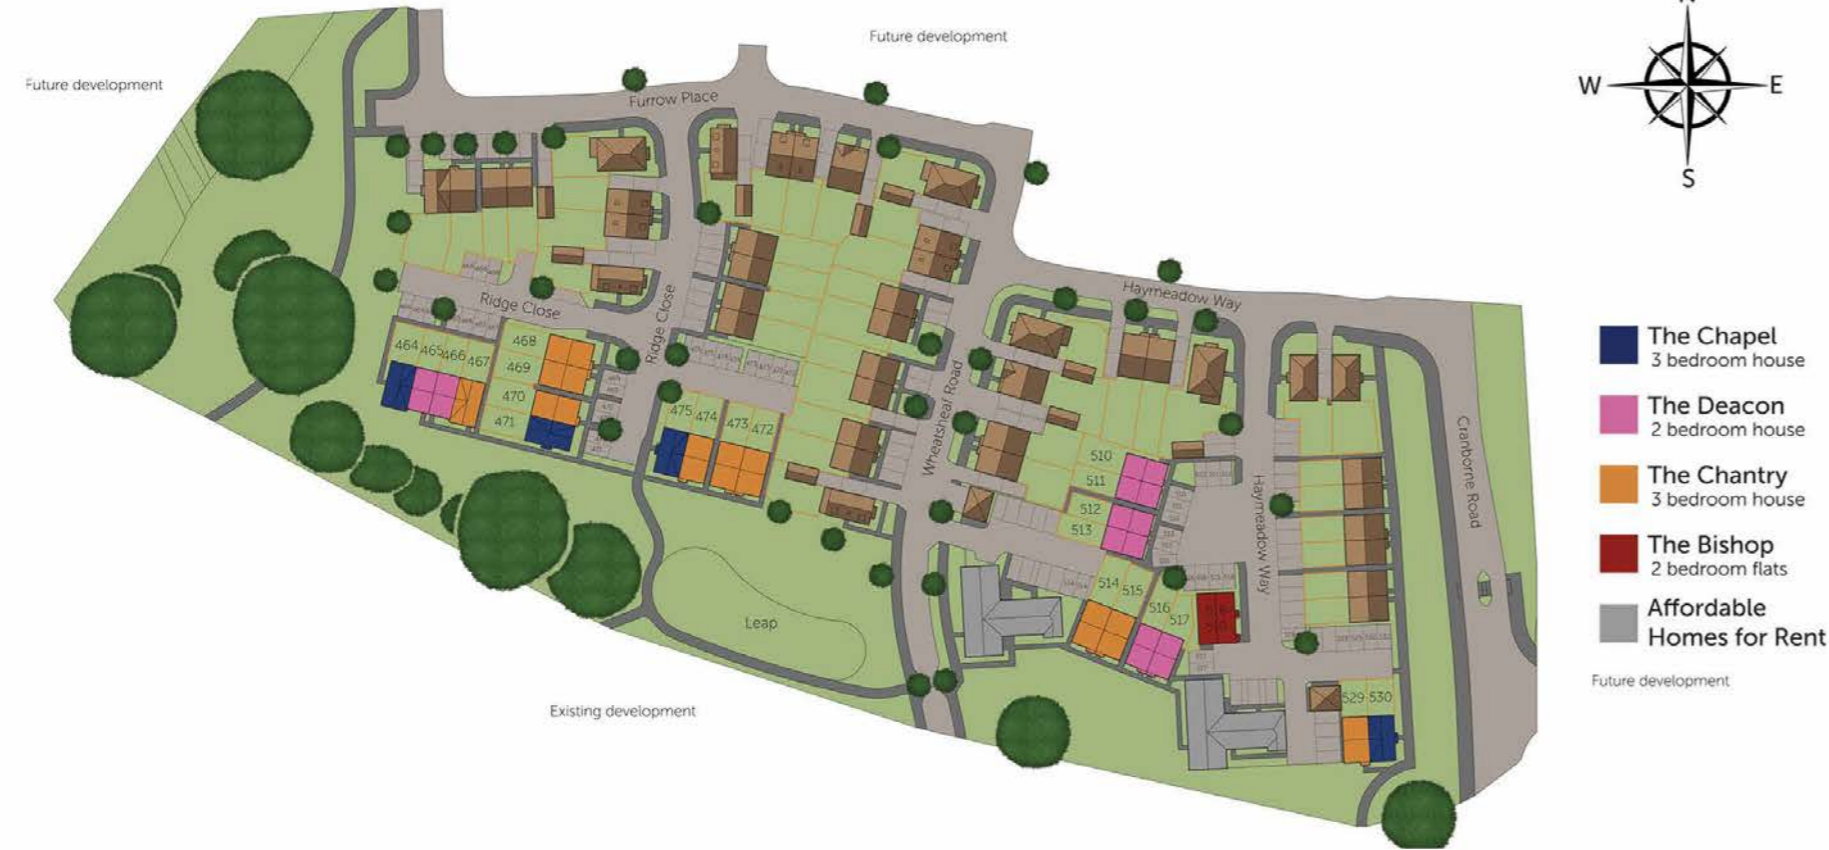 Future development
Future development
N
W
E
S
Furrow Place
Ridge Close
Ridge Close
Haymeadow Way
Wheatsheaf Road
Haymeadow Way
Cranborne Road
464 465 466 467
468
469
470
471
475 474 473 472
510
511
512
513
514 515
516
517
529 530
Leap
Existing development
The Chapel
3 bedroom house
The Deacon
2 bedroom house
The Chantry
3 bedroom house
The Bishop
2 bedroom flats
Affordable
Homes for Rent
Future development